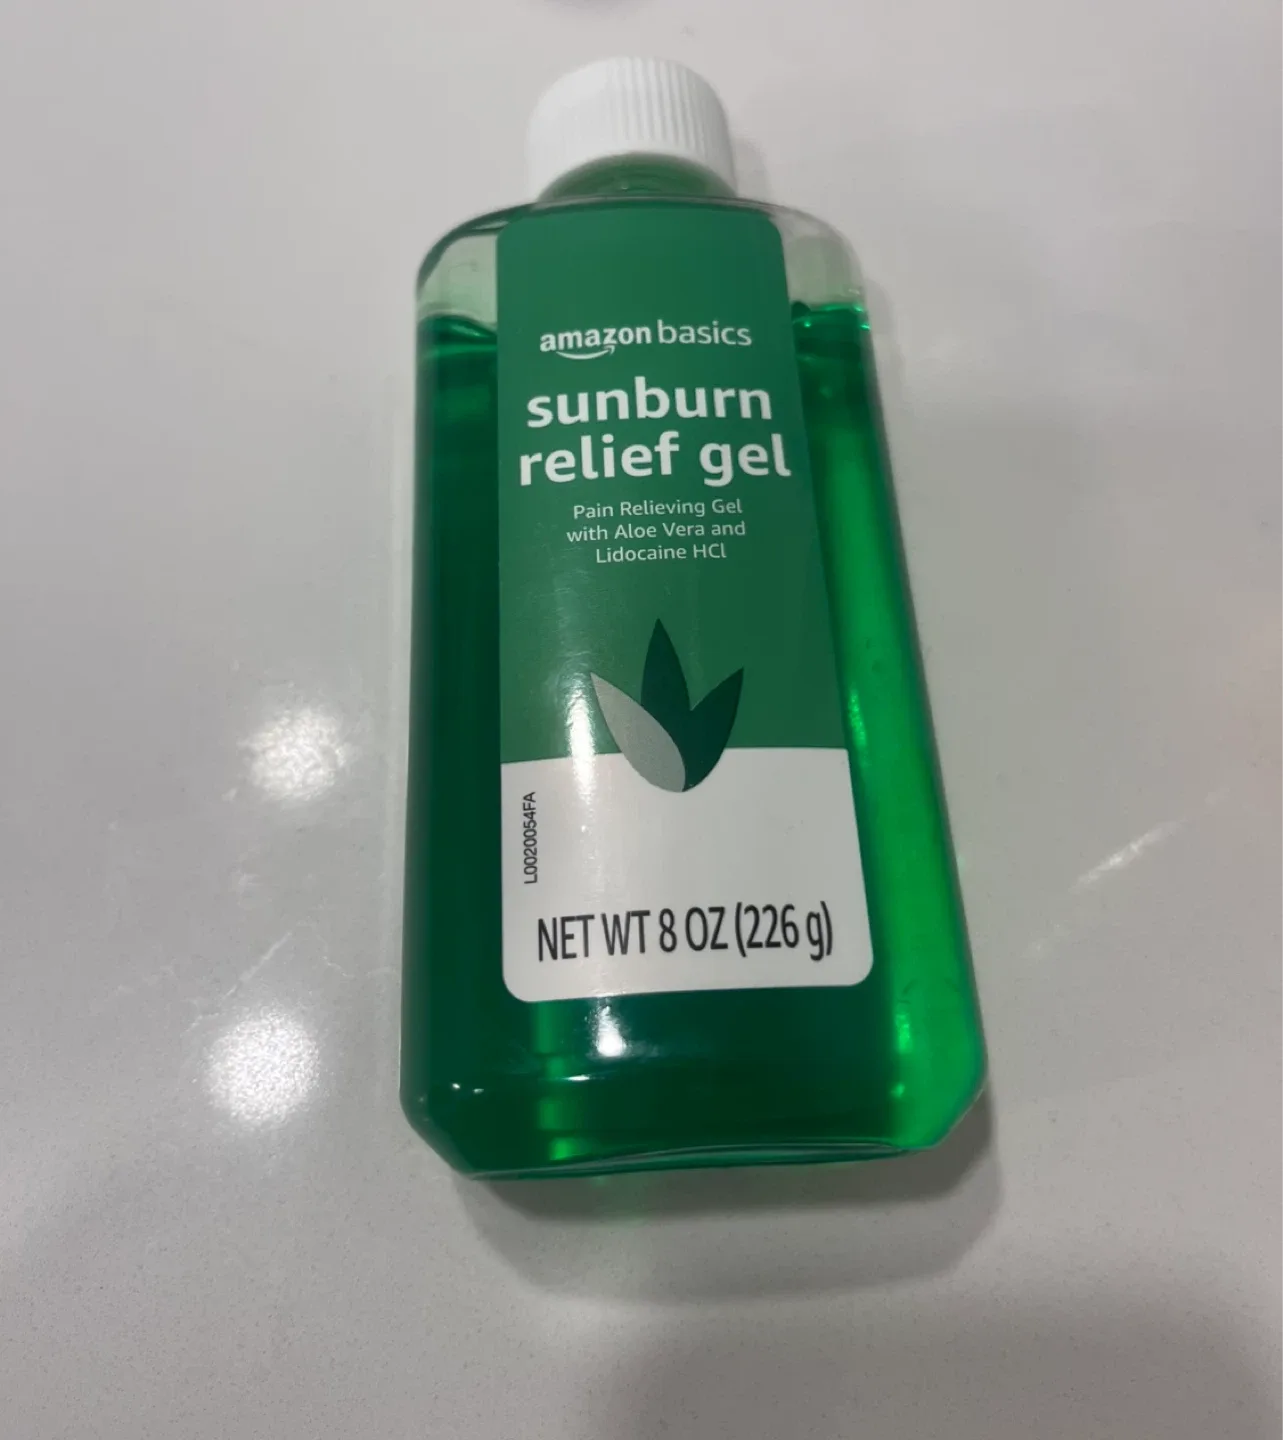 amazon basics
sunburn
relief gel
Pain Relieving Gel
with Aloe Vera and
Lidocaine HCl
L0020054FA
NET WT 8 OZ (226 g)